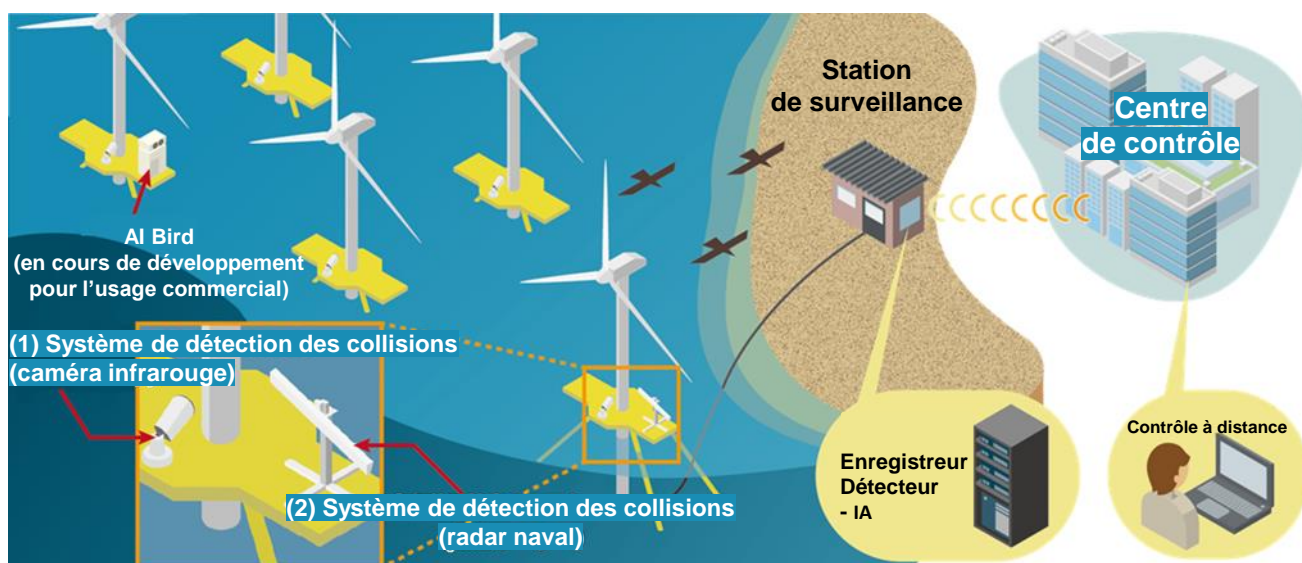 Station
de surveillance
Centre
de contrôle
AI Bird
(en cours de développement
pour l’usage commercial)
(1) Système de détection des collisions
(caméra infrarouge)
(2) Système de détection des collisions
(radar naval)
Enregistreur
Détecteur
- IA
Contrôle à distance